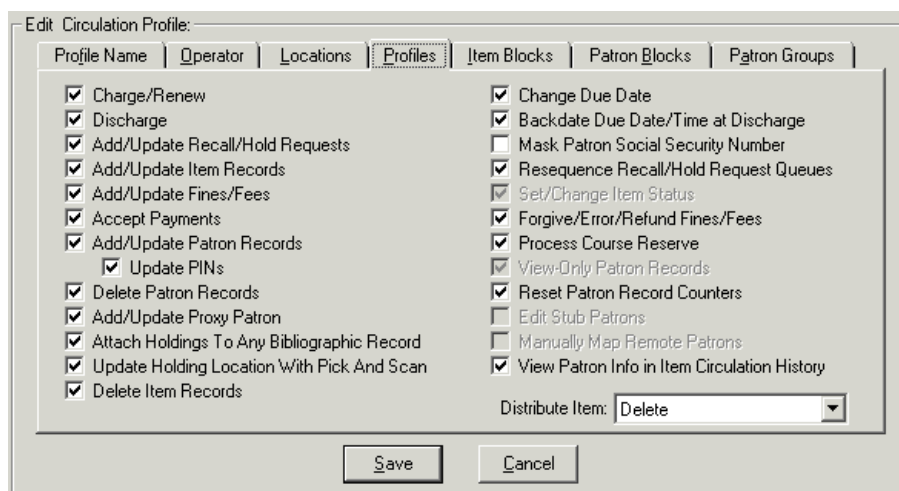 Edit Circulation Profile:
Profile Name Operator Locations Profiles Item Blocks Patron Blocks Patron Groups
Charge/Renew
Discharge
Add/Update Recall/Hold Requests
Add/Update Item Records
Add/Update Fines/Fees
Accept Payments
Add/Update Patron Records
Update PINs
Delete Patron Records
Add/Update Proxy Patron
Attach Holdings To Any Bibliographic Record
Update Holding Location With Pick And Scan
Delete Item Records
Change Due Date
Backdate Due Date/Time at Discharge
Mask Patron Social Security Number
Resequence Recall/Hold Request Queues
Set/Change Item Status
Forgive/Error/Refund Fines/Fees
Process Course Reserve
View-Only Patron Records
Reset Patron Record Counters
Edit Stub Patrons
Manually Map Remote Patrons
View Patron Info in Item Circulation History
Distribute Item: Delete
Save Cancel